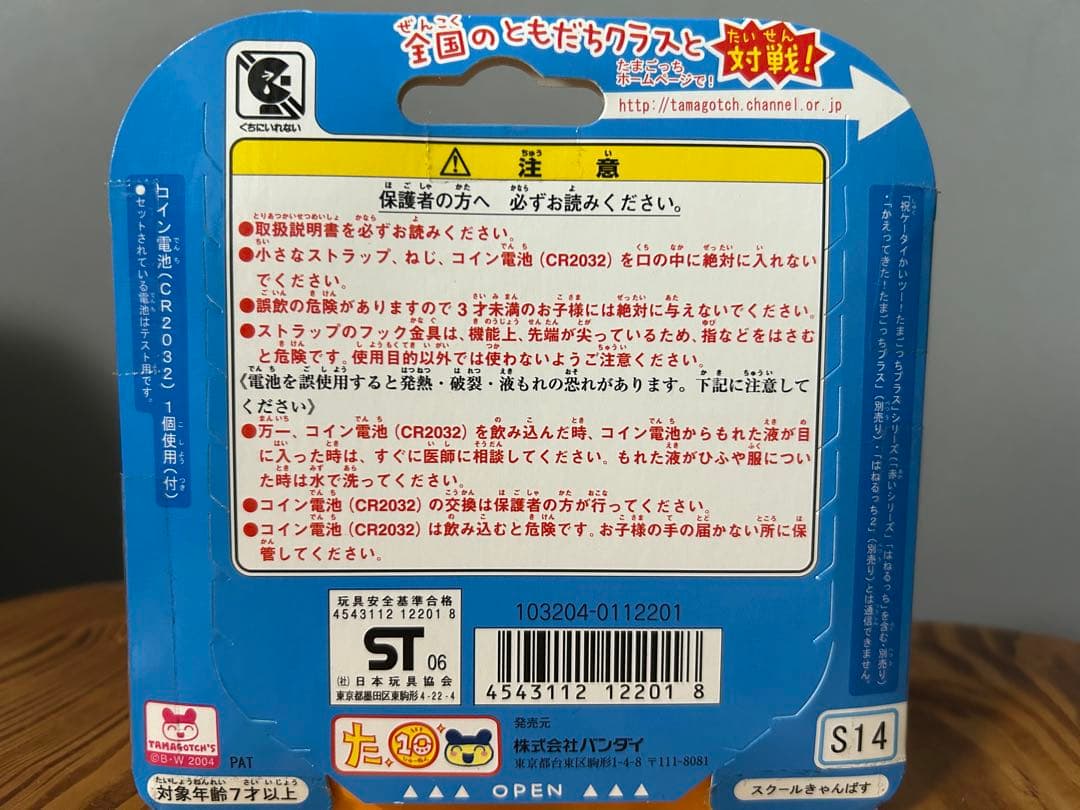 全国のともだちクラスと
対戦!
たまごっち
ホームページで!
http://tamagotch.channel.or.jp
くちにいれない
注意
保護者の方へ 必ずお読みください。
●取扱説明書を必ずお読みください。
●小さなストラップ、ねじ、コイン電池(CR2032)を口の中に絶対に入れない
でください。
●誤飲の危険がありますので3才未満のお子様には絶対に与えないでください。
●ストラップのフック金具は、機能上、先端が尖っているため、指などをはさむ
と危険です。使用目的以外では使わないようご注意ください。
《電池を誤使用すると発熱・破裂・液もれの恐れがあります。下記に注意して
ください》
●万一、コイン電池(CR2032)を飲み込んだ時、コイン電池からもれた液が目
に入った時は、すぐに医師に相談してください。もれた液がひふや服につい
た時は水で洗ってください。
●コイン電池(CR2032)の交換は保護者の方が行ってください。
●コイン電池(CR2032)は飲み込むと危険です。お子様の手の届かない所に保
管してください。
コイン電池(CR2032)1個使用(付)
●セットされている電池はテスト用です。
「祝ケータイかいツー!たまごっちプラス」シリーズ(「赤いシリーズ」「はねるっち」を含む・別売り)
・「かえってきた!たまごっちプラス」(別売り)・「はねるっち2」(別売り)とは通信できません。
玩具安全基準合格
4543112 12201 8
ST 06
(社)日本玩具協会
東京都墨田区東駒形4-22-4
103204-0112201
4543112 122018
TAMAGOTCH'S
©B・W 2004
PAT
た
10
発売元
株式会社バンダイ
東京都台東区駒形1-4-8 〒111-8081
S14
対象年齢7才以上
▲▲▲ OPEN ▲▲▲
スクールきゃんぱす